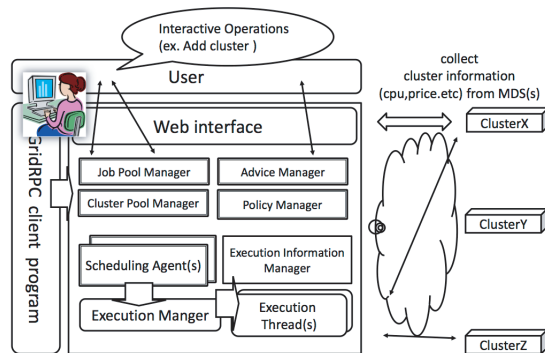 Interactive Operations
(ex. Add cluster )
User
collect
cluster information
(cpu,price.etc) from MDS(s)
GridRPC client
program
Web interface
ClusterX
Job Pool Manager
Advice Manager
Cluster Pool Manager
Policy Manager
ClusterY
Scheduling Agent(s)
Execution Information
Manager
Execution Manger
Execution
Thread(s)
ClusterZ